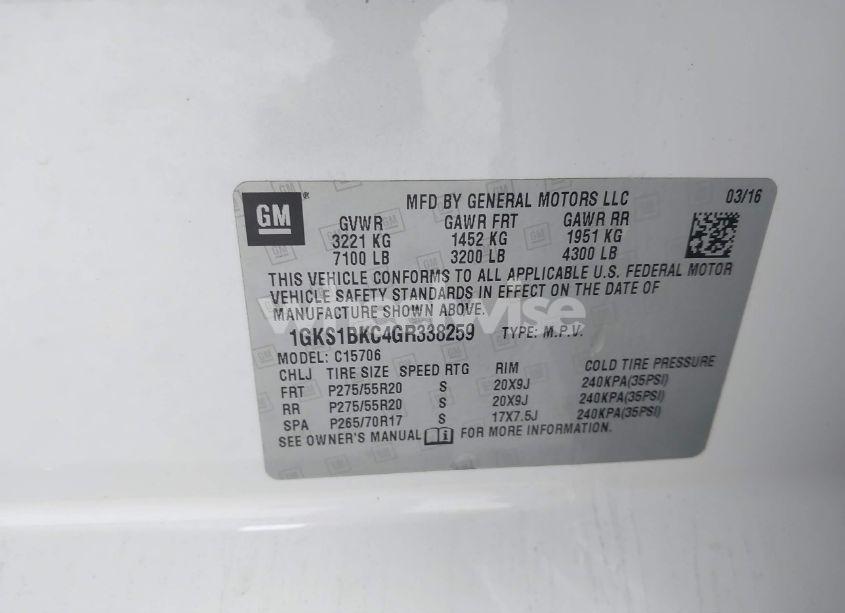 GM
MFD BY GENERAL MOTORS LLC 03/16
GVWR GAWR FRT GAWR RR
3221 KG 1452 KG 1951 KG
7100 LB 3200 LB 4300 LB
THIS VEHICLE CONFORMS TO ALL APPLICABLE U.S. FEDERAL MOTOR
VEHICLE SAFETY STANDARDS IN EFFECT ON THE DATE OF
MANUFACTURE SHOWN ABOVE.
1GKS1BKC4GR338259 TYPE: M.P.V.
MODEL: C15706
CHLJ TIRE SIZE SPEED RTG RIM COLD TIRE PRESSURE
FRT P275/55R20 S 20X9J 240KPA(35PSI)
RR P275/55R20 S 20X9J 240KPA(35PSI)
SPA P265/70R17 S 17X7.5J 240KPA(35PSI)
SEE OWNER'S MANUAL FOR MORE INFORMATION.